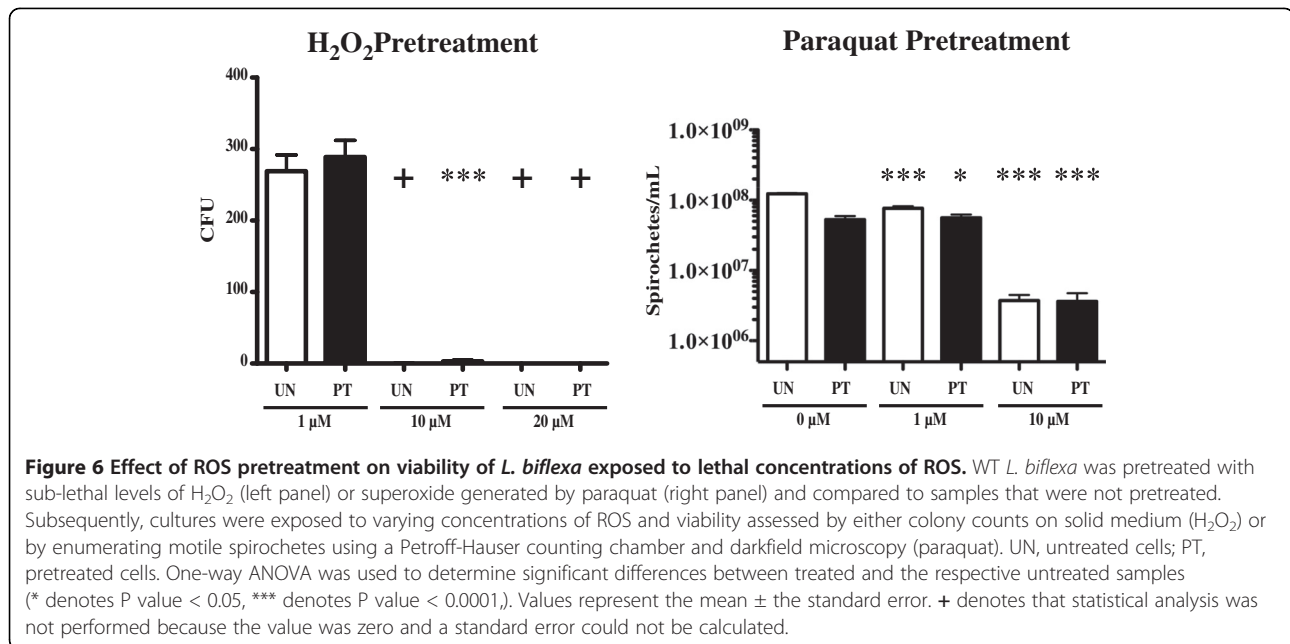 H₂O₂Pretreatment
400
300
200
100
0
CFU
+ *** + +
UN PT UN PT UN PT
1 µM 10 µM 20 µM
Paraquat Pretreatment
1.0×10⁰⁹
1.0×10⁰⁸
1.0×10⁰⁷
1.0×10⁰⁶
Spirochetes/mL
*** * *** ***
UN PT UN PT UN PT
0 µM 1 µM 10 µM
Figure 6 Effect of ROS pretreatment on viability of L. biflexa exposed to lethal concentrations of ROS. WT L. biflexa was pretreated with
sub-lethal levels of H₂O₂ (left panel) or superoxide generated by paraquat (right panel) and compared to samples that were not pretreated.
Subsequently, cultures were exposed to varying concentrations of ROS and viability assessed by either colony counts on solid medium (H₂O₂) or
by enumerating motile spirochetes using a Petroff-Hauser counting chamber and darkfield microscopy (paraquat). UN, untreated cells; PT,
pretreated cells. One-way ANOVA was used to determine significant differences between treated and the respective untreated samples
(* denotes P value < 0.05, *** denotes P value < 0.0001,). Values represent the mean ± the standard error. + denotes that statistical analysis was
not performed because the value was zero and a standard error could not be calculated.